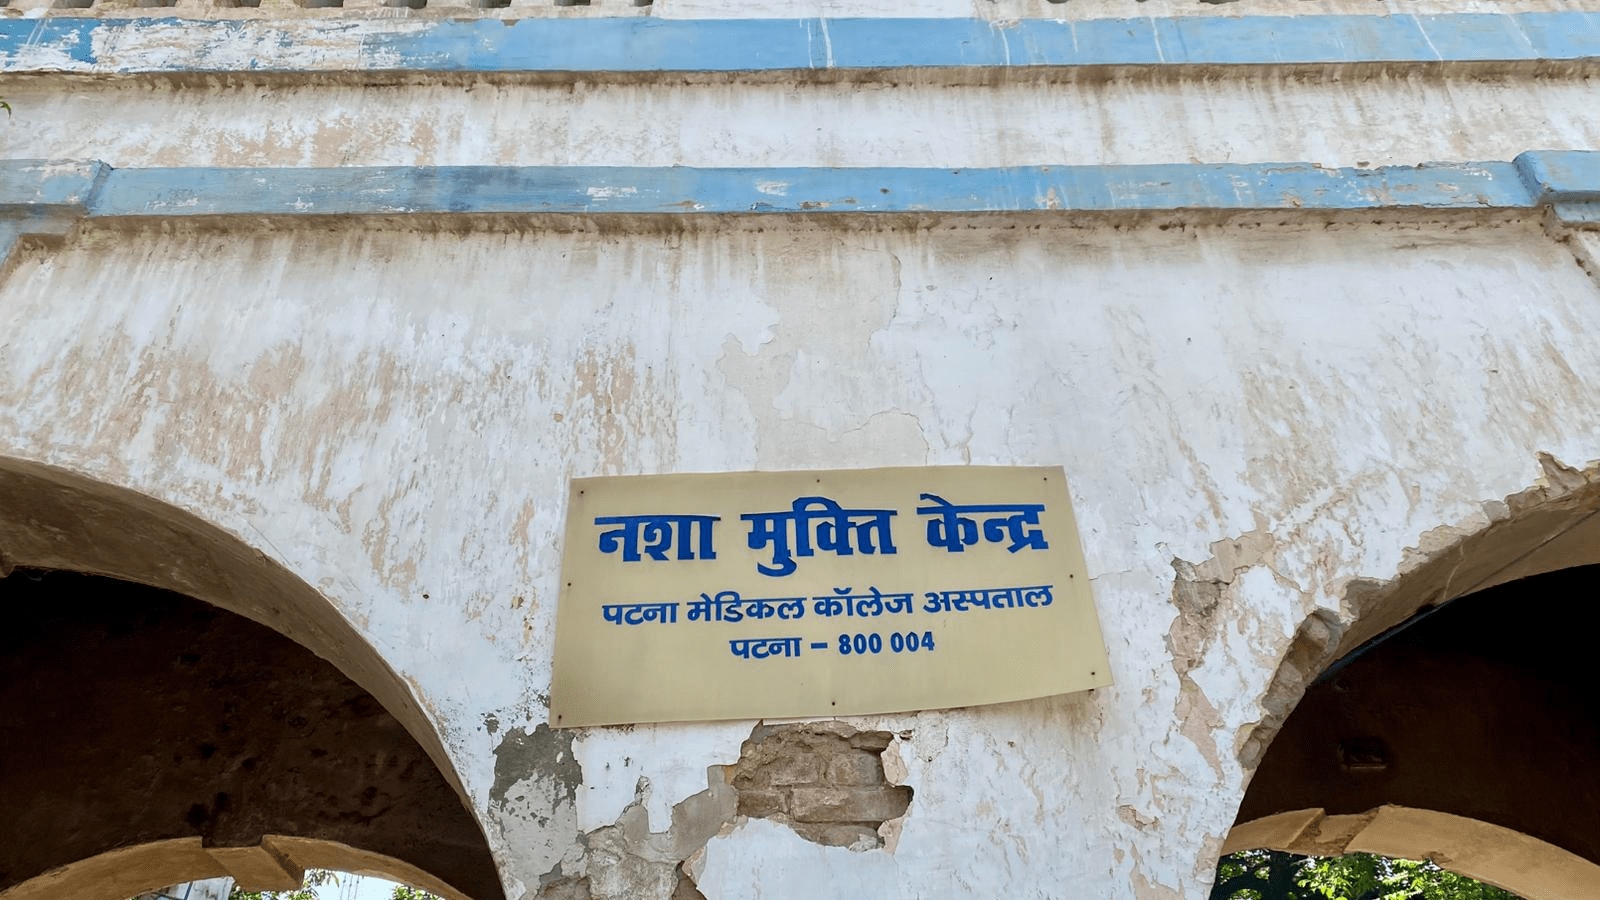 नशा मुक्ति केन्द्र
पटना मेडिकल कॉलेज अस्पताल
पटना – 800 004